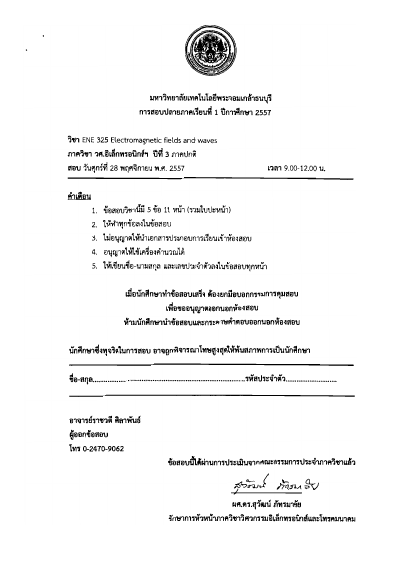 มหาวิทยาลัยเทคโนโลยีพระจอมเกล้าธนบุรี
การสอบปลายภาคเรียนที่ 1 ปีการศึกษา 2557
วิชา ENE 325 Electromagnetic fields and waves
ภาควิชา วศ.อิเล็กทรอนิกส์ฯ ปีที่ 3 ภาคปกติ
สอบ วันศุกร์ที่ 28 พฤศจิกายน พ.ศ. 2557 เวลา 9.00-12.00 น.
คำเตือน
1. ข้อสอบวิชานี้มี 5 ข้อ 11 หน้า (รวมใบปะหน้า)
2. ให้ทำทุกข้อลงในข้อสอบ
3. ไม่อนุญาตให้นำเอกสารประกอบการเรียนเข้าห้องสอบ
4. อนุญาตให้ใช้เครื่องคำนวณได้
5. ให้เขียนชื่อ-นามสกุล และเลขประจำตัวลงในข้อสอบทุกหน้า
เมื่อนักศึกษาทำข้อสอบเสร็จ ต้องยกมือบอกกรรมการคุมสอบ
เพื่อขออนุญาตออกนอกห้องสอบ
ห้ามนักศึกษานำข้อสอบและกระดาษคำตอบออกนอกห้องสอบ
นักศึกษาซึ่งทุจริตในการสอบ อาจถูกพิจารณาโทษสูงสุดให้พ้นสภาพการเป็นนักศึกษา
ชื่อ-สกุล.................................................................รหัสประจำตัว......................
อาจารย์ราชวดี ศิลาพันธ์
ผู้ออกข้อสอบ
โทร 0-2470-9062
ข้อสอบนี้ได้ผ่านการประเมินจากคณะกรรมการประจำภาควิชาแล้ว
สุวัฒน์ ภัทรมาลัย
ผศ.ดร.สุวัฒน์ ภัทรมาลัย
รักษาการหัวหน้าภาควิชาวิศวกรรมอิเล็กทรอนิกส์และโทรคมนาคม